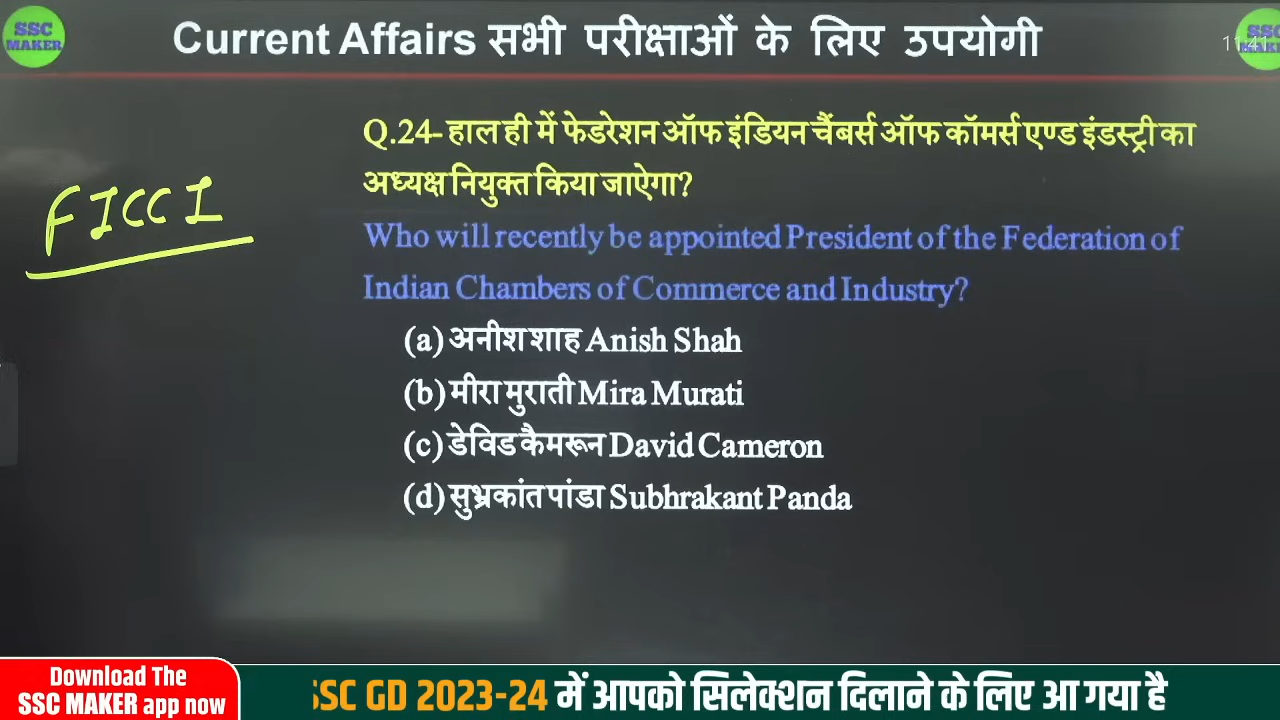 SSC
MAKER
Current Affairs सभी परीक्षाओं के लिए उपयोगी
11:41
SSC
MAKER
Q.24- हाल ही में फेडरेशन ऑफ इंडियन चैंबर्स ऑफ कॉमर्स एण्ड इंडस्ट्री का
अध्यक्ष नियुक्त किया जाऐगा?
FICCI
Who will recently be appointed President of the Federation of
Indian Chambers of Commerce and Industry?
(a) अनीश शाह Anish Shah
(b) मीरा मुराती Mira Murati
(c) डेविड कैमरून David Cameron
(d) सुभ्रकांत पांडा Subhrakant Panda
Download The
SSC MAKER app now
SSC GD 2023-24 में आपको सिलेक्शन दिलाने के लिए आ गया है